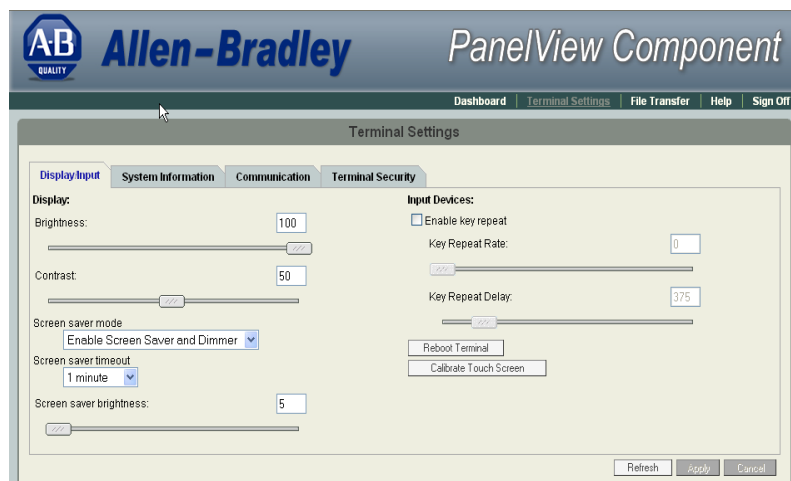 A·B
QUALITY
Allen-Bradley
PanelView Component
Dashboard | Terminal Settings | File Transfer | Help | Sign Off
Terminal Settings
Display/Input
System Information
Communication
Terminal Security
Display:
Brightness:
100
Contrast:
50
Screen saver mode
Enable Screen Saver and Dimmer
Screen saver timeout
1 minute
Screen saver brightness:
5
Input Devices:
Enable key repeat
Key Repeat Rate:
0
Key Repeat Delay:
375
Reboot Terminal
Calibrate Touch Screen
Refresh
Apply
Cancel